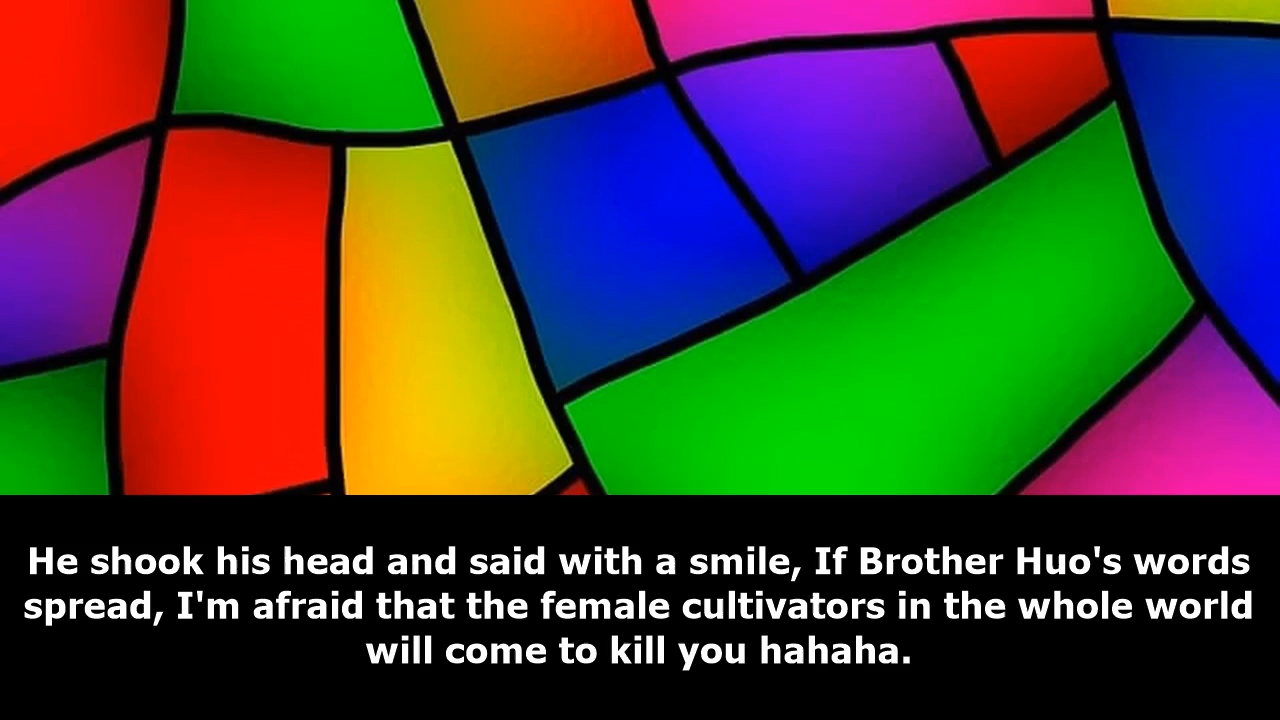 He shook his head and said with a smile, If Brother Huo's words
spread, I'm afraid that the female cultivators in the whole world
will come to kill you hahaha.